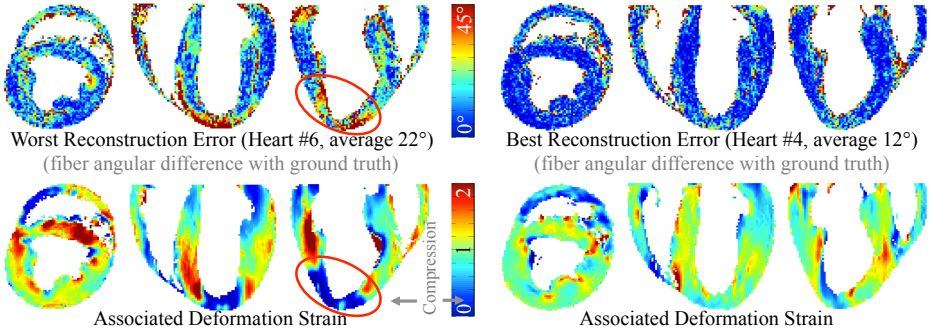 45°
0°
Worst Reconstruction Error (Heart #6, average 22°)
(fiber angular difference with ground truth)
Best Reconstruction Error (Heart #4, average 12°)
(fiber angular difference with ground truth)
2
1
0
Compression
Associated Deformation Strain
Associated Deformation Strain